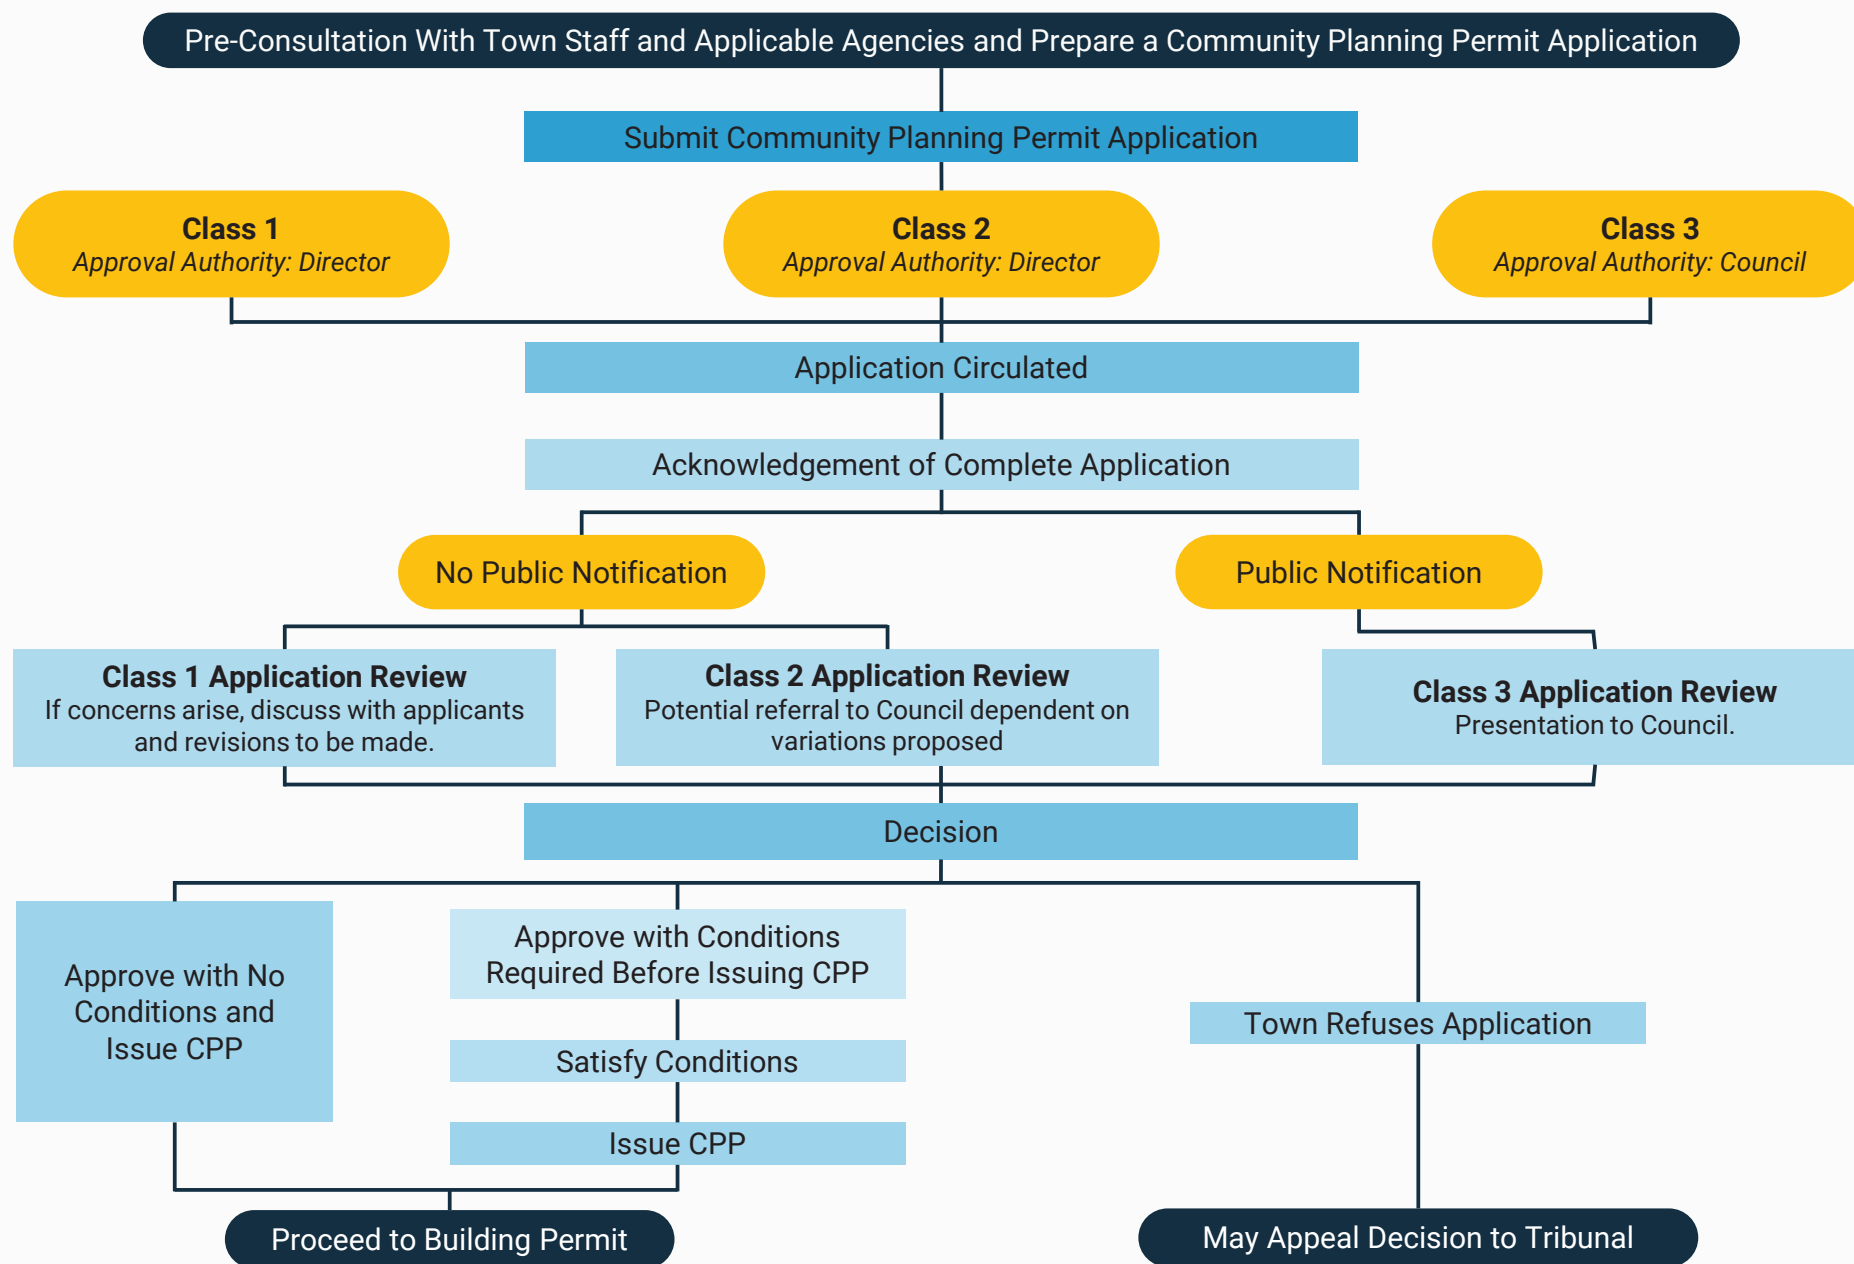 Pre-Consultation With Town Staff and Applicable Agencies and Prepare a Community Planning Permit Application
Submit Community Planning Permit Application
Class 1
Approval Authority: Director
Class 2
Approval Authority: Director
Class 3
Approval Authority: Council
Application Circulated
Acknowledgement of Complete Application
No Public Notification
Public Notification
Class 1 Application Review
If concerns arise, discuss with applicants
and revisions to be made.
Class 2 Application Review
Potential referral to Council dependent on
variations proposed
Class 3 Application Review
Presentation to Council.
Decision
Approve with No
Conditions and
Issue CPP
Approve with Conditions
Required Before Issuing CPP
Satisfy Conditions
Issue CPP
Town Refuses Application
Proceed to Building Permit
May Appeal Decision to Tribunal